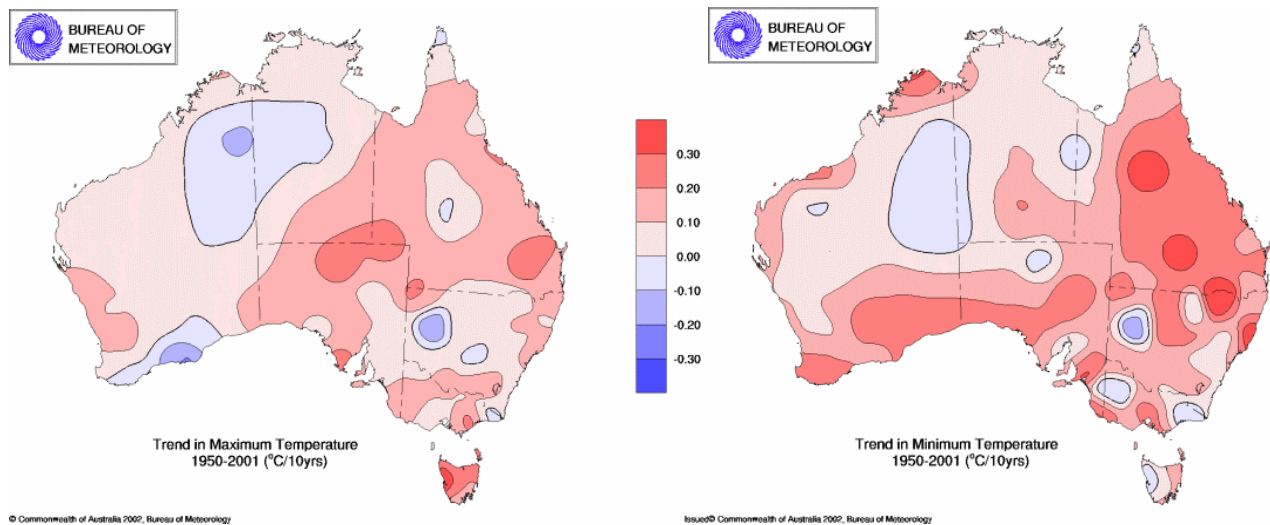 BUREAU OF
METEOROLOGY
Trend in Maximum Temperature
1950-2001 (°C/10yrs)
© Commonwealth of Australia 2002, Bureau of Meteorology
0.30
0.20
0.10
0.00
-0.10
-0.20
-0.30
BUREAU OF
METEOROLOGY
Trend in Minimum Temperature
1950-2001 (°C/10yrs)
Issued© Commonwealth of Australia 2002, Bureau of Meteorology